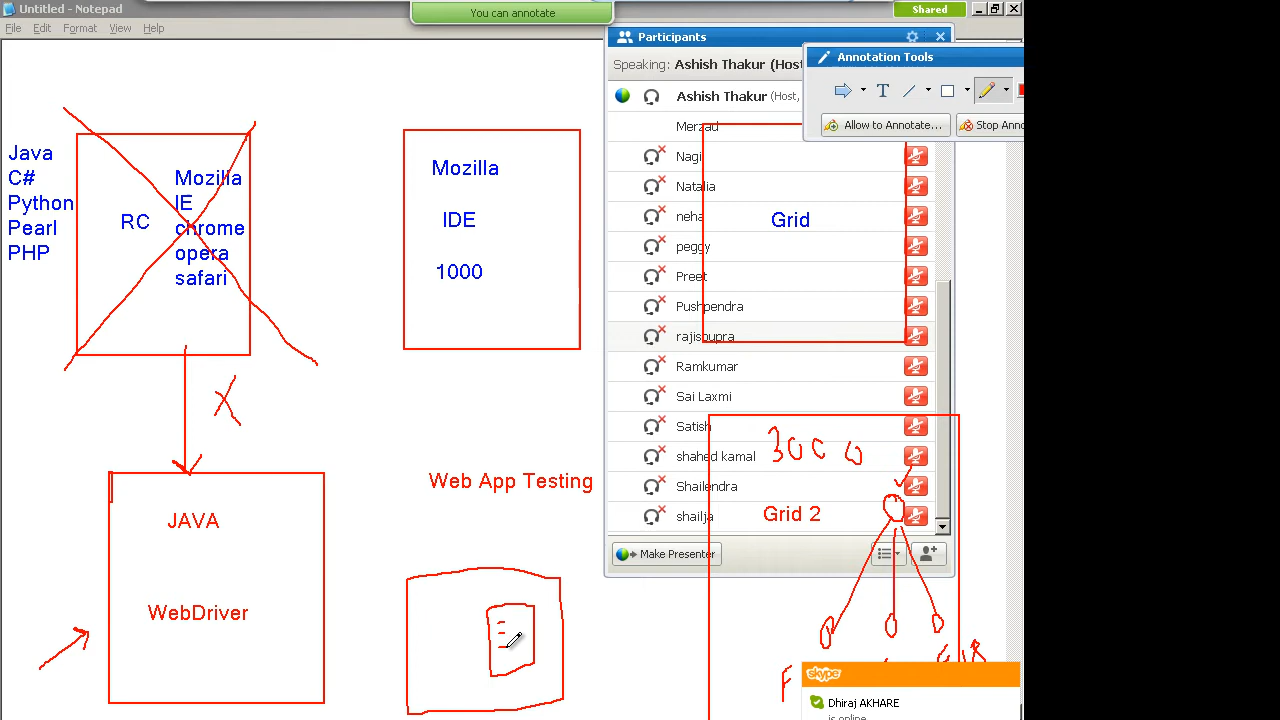 Untitled - Notepad
You can annotate
Shared
File Edit Format View Help
Participants
Annotation Tools
Speaking: Ashish Thakur (Host,
T
Ashish Thakur (Host,
Allow to Annotate...
Stop Anno
Merzad
Nagi
Natalia
neha
peggy
Preet
Pushpendra
rajisupra
Ramkumar
Sai Laxmi
Satish
shahed kamal
Shailendra
shailja
Make Presenter
Java
C#
Python
Pearl
PHP
RC
Mozilla
IE
chrome
opera
safari
Mozilla
IDE
1000
Grid
X
JAVA
WebDriver
Web App Testing
Grid 2
F
skype
Dhiraj AKHARE
is online